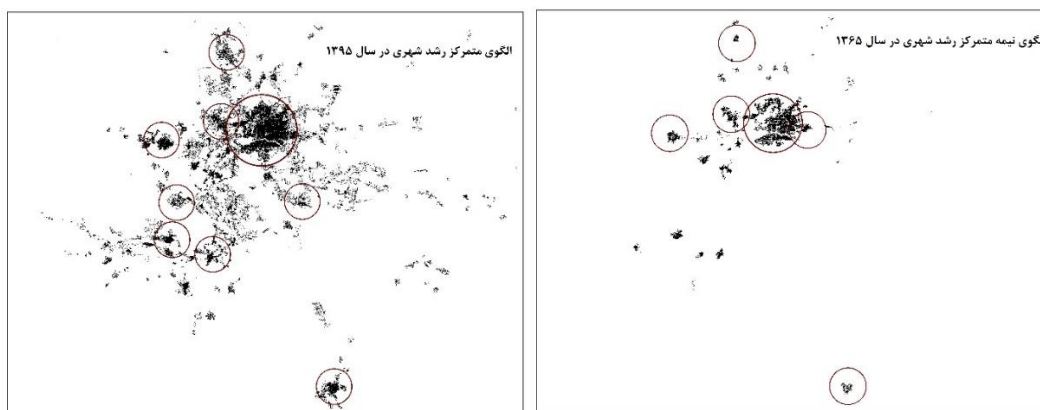 الگوی متمرکز رشد شهری در سال ۱۳۹۵
لگوی نیمه متمرکز رشد شهری در سال ۱۳۶۵